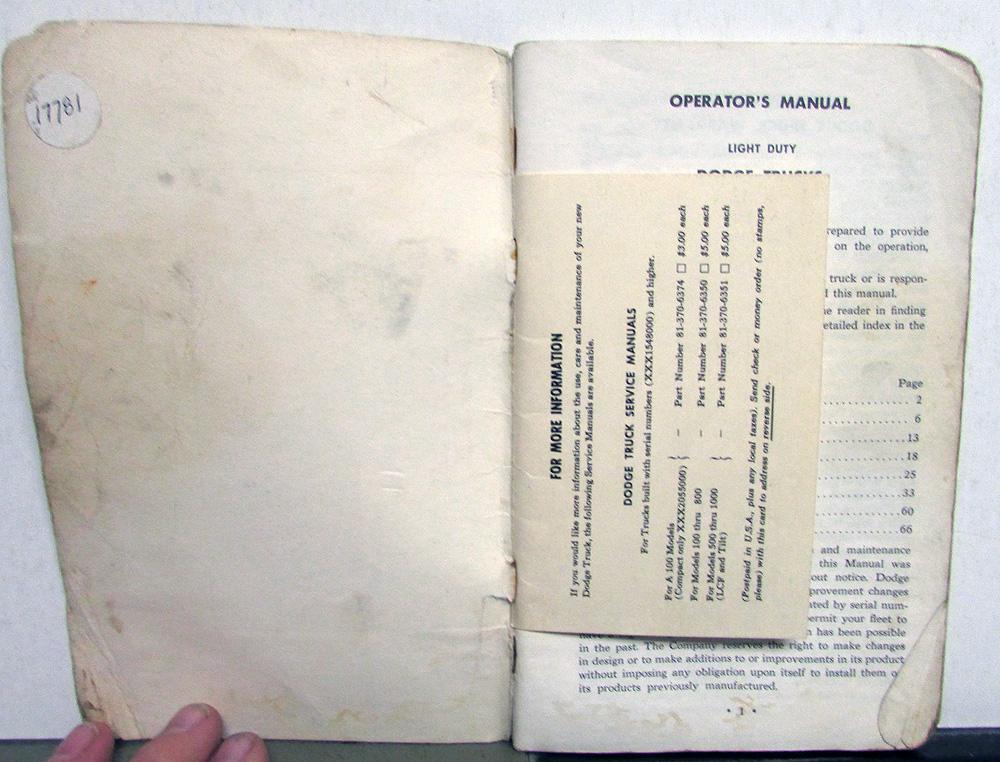 17781
OPERATOR'S MANUAL
LIGHT DUTY
DODGE TRUCKS
FOR MORE INFORMATION
If you would like more information about the use, care and maintenance of your new
Dodge Truck, the following Service Manuals are available.
DODGE TRUCK SERVICE MANUALS
For Trucks built with serial numbers (XXX1548000) and higher.
For A 100 Models } – Part Number 81-370-6374 □ $3.00 each
(Compact only XXX2055000)
For Models 100 thru 800 – Part Number 81-370-6350 □ $5.00 each
For Models 500 thru 1000 } – Part Number 81-370-6351 □ $5.00 each
(LCF and Tilt)
(Postpaid in U.S.A., plus any local taxes). Send check or money order (no stamps,
please) with this card to address on reverse side.
repared to provide
on the operation,
truck or is respon-
this manual.
reader in finding
etailed index in the
Page
2
6
13
18
25
33
60
66
and maintenance
this Manual was
out notice. Dodge
provement changes
ated by serial num-
ermit your fleet to
has been possible
in the past. The Company reserves the right to make changes
in design or to make additions to or improvements in its product
without imposing any obligation upon itself to install them
its products previously manufactured.
• 1 •